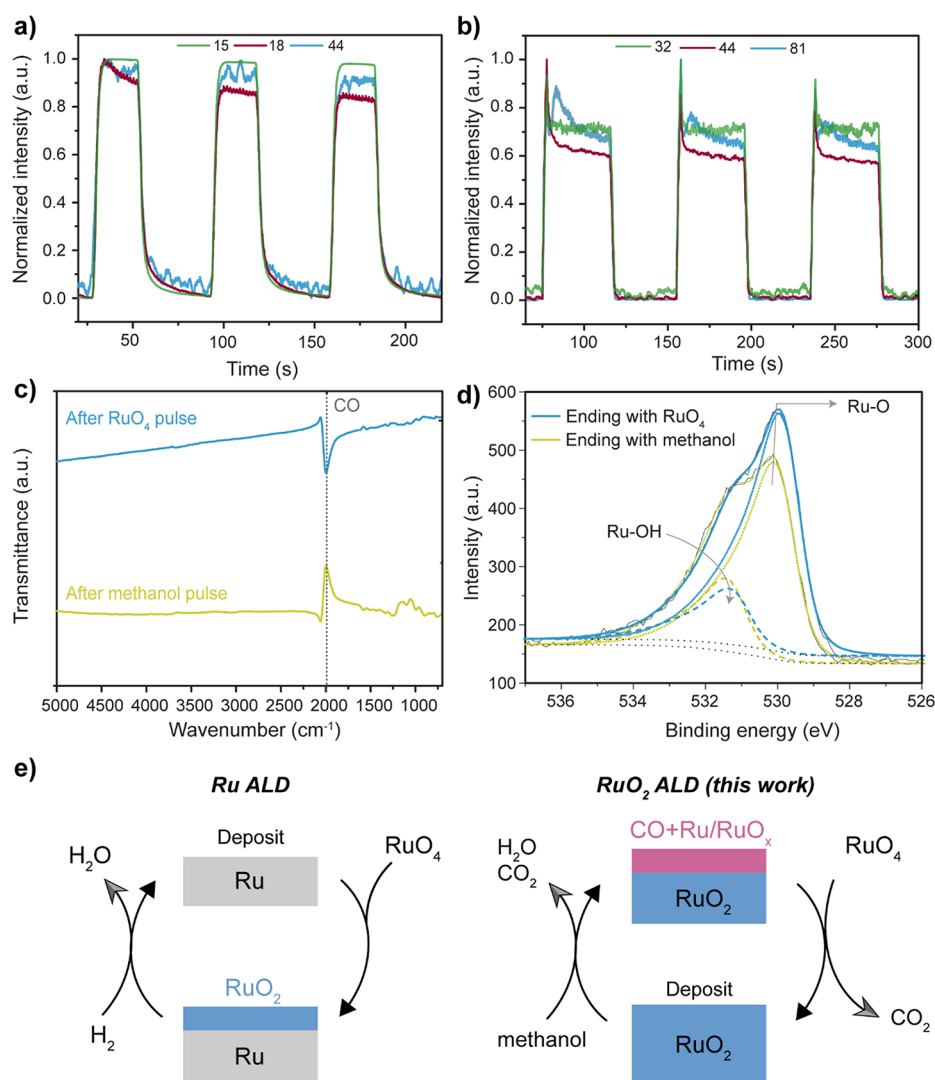 a)
15 18 44
Normalized intensity (a.u.)
1.0
0.8
0.6
0.4
0.2
0.0
50 100 150 200
Time (s)
b)
32 44 81
Normalized intensity (a.u.)
1.0
0.8
0.6
0.4
0.2
0.0
100 150 200 250 300
Time (s)
c)
CO
After RuO₄ pulse
After methanol pulse
Transmittance (a.u.)
5000 4000 3000 2500 2000 1500 1000
Wavenumber (cm⁻¹)
d)
Ending with RuO₄
Ending with methanol
Ru-O
Ru-OH
Intensity (a.u.)
600
500
400
300
200
100
536 534 532 530 528 526
Binding energy (eV)
e)
Ru ALD
Deposit
H₂O
RuO₄
Ru
RuO₂
H₂
Ru
RuO₂ ALD (this work)
CO+Ru/RuOₓ
H₂O
CO₂
RuO₄
RuO₂
Deposit
methanol
RuO₂
CO₂